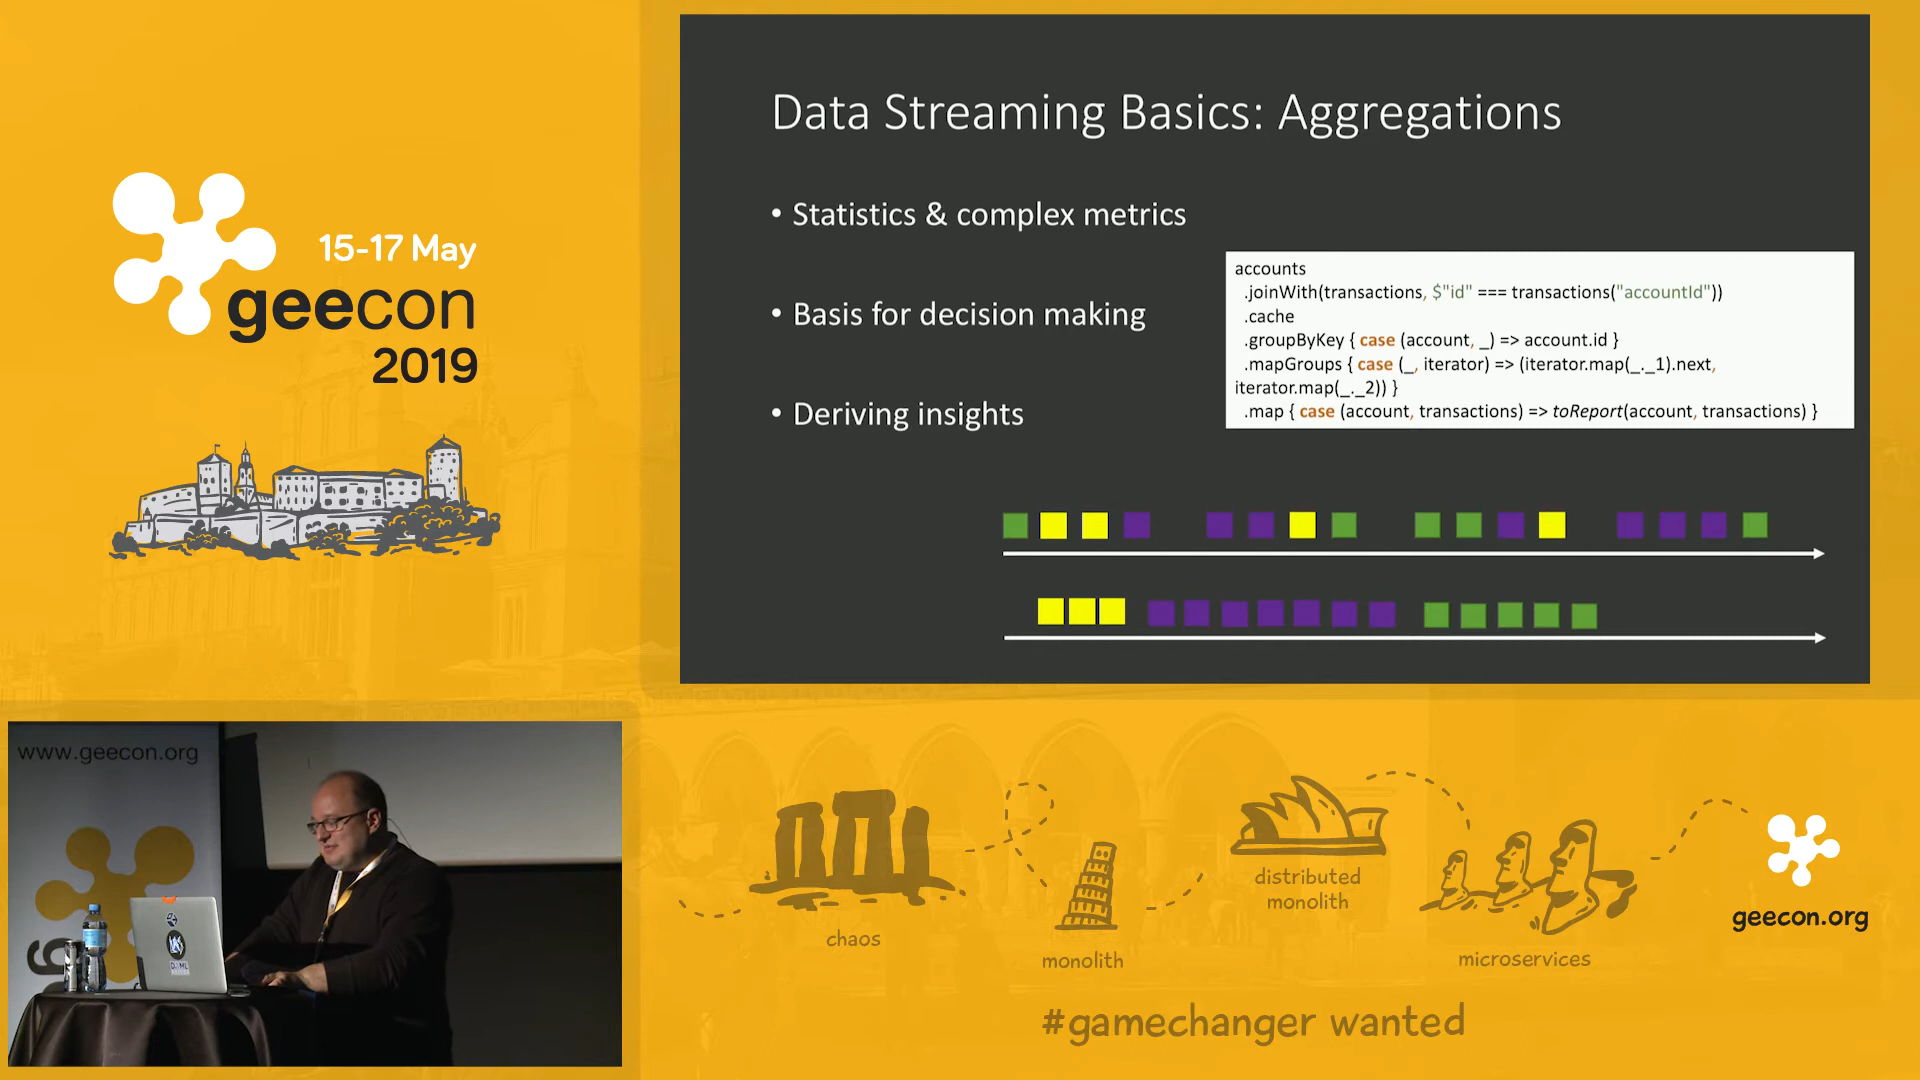 15-17 May
geecon
2019
Data Streaming Basics: Aggregations
• Statistics & complex metrics
• Basis for decision making
• Deriving insights
accounts
.joinWith(transactions, $"id" === transactions("accountId"))
.cache
.groupByKey { case (account, _) => account.id }
.mapGroups { case (_, iterator) => (iterator.map(_._1).next,
iterator.map(_._2)) }
.map { case (account, transactions) => toReport(account, transactions) }
www.geecon.org
chaos
monolith
distributed
monolith
microservices
geecon.org
#gamechanger wanted